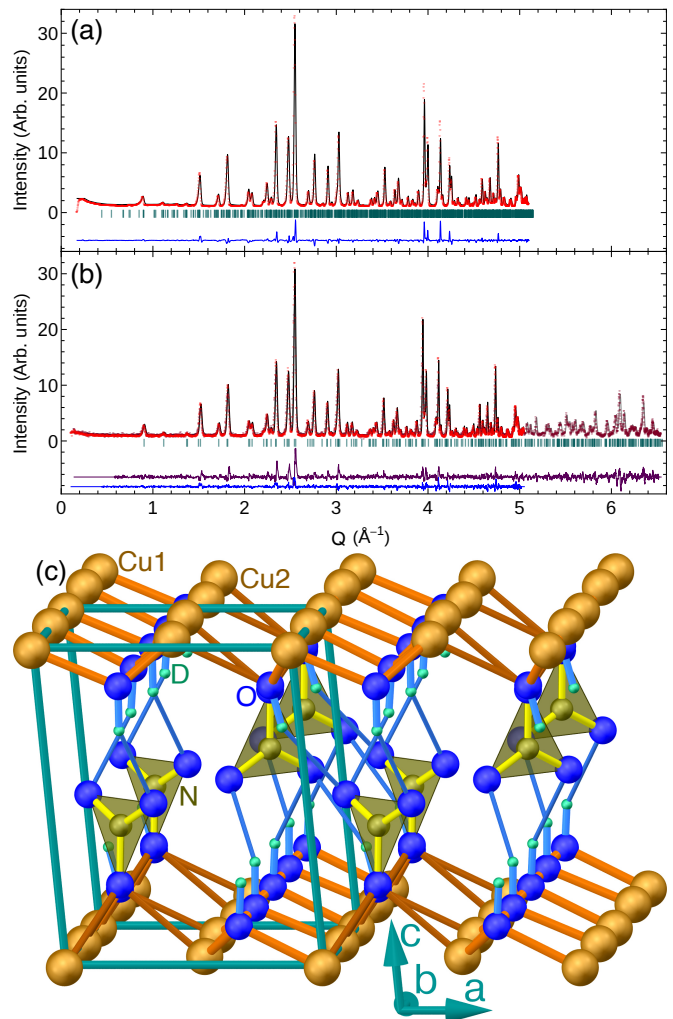 (a)
Intensity (Arb. units)
30
20
10
0
(b)
Intensity (Arb. units)
30
20
10
0
0 1 2 3 4 5 6
Q (Å⁻¹)
(c)
Cu1
Cu2
D
O
N
c
b
a